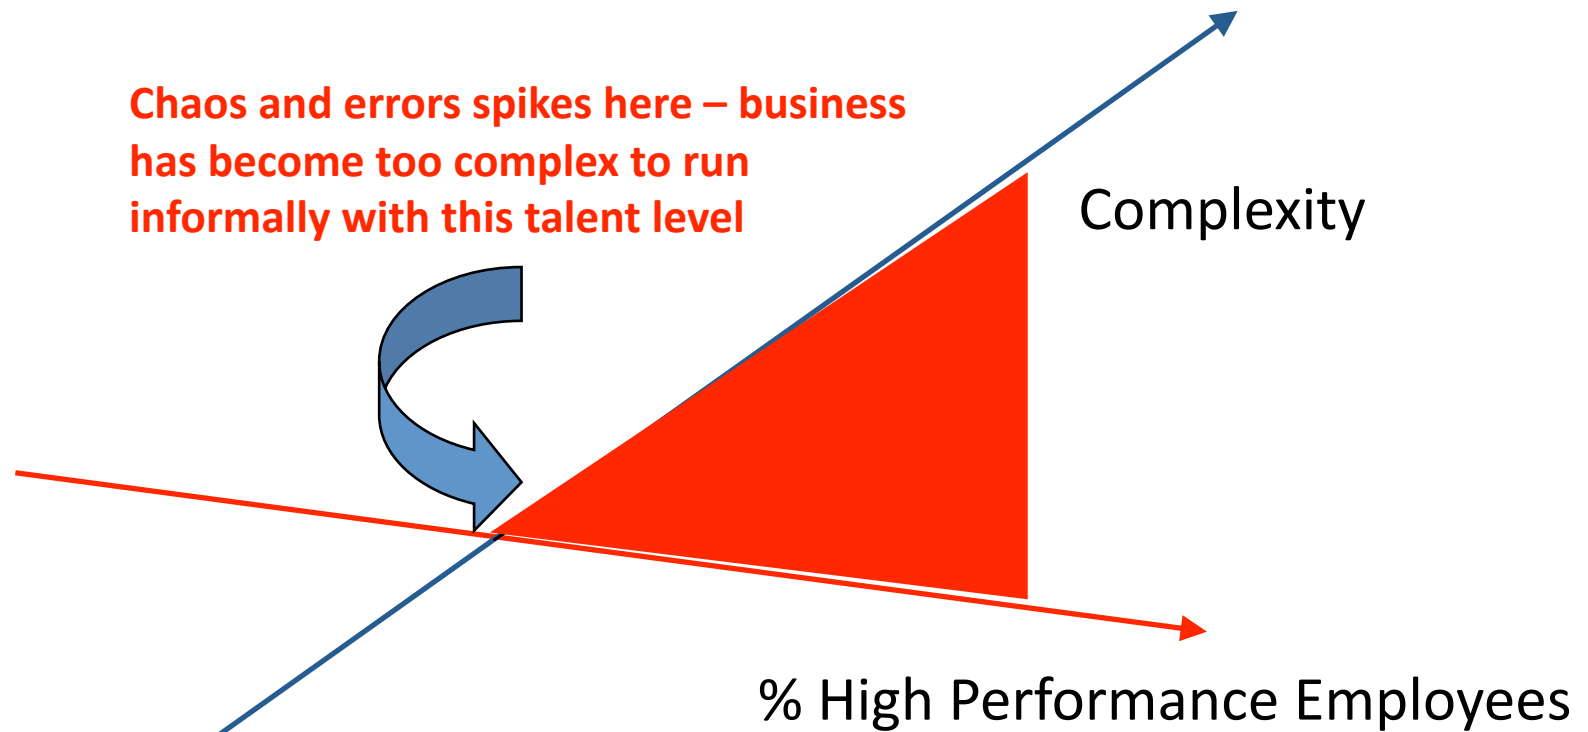 Chaos and errors spikes here – business
has become too complex to run
informally with this talent level
Complexity
% High Performance Employees